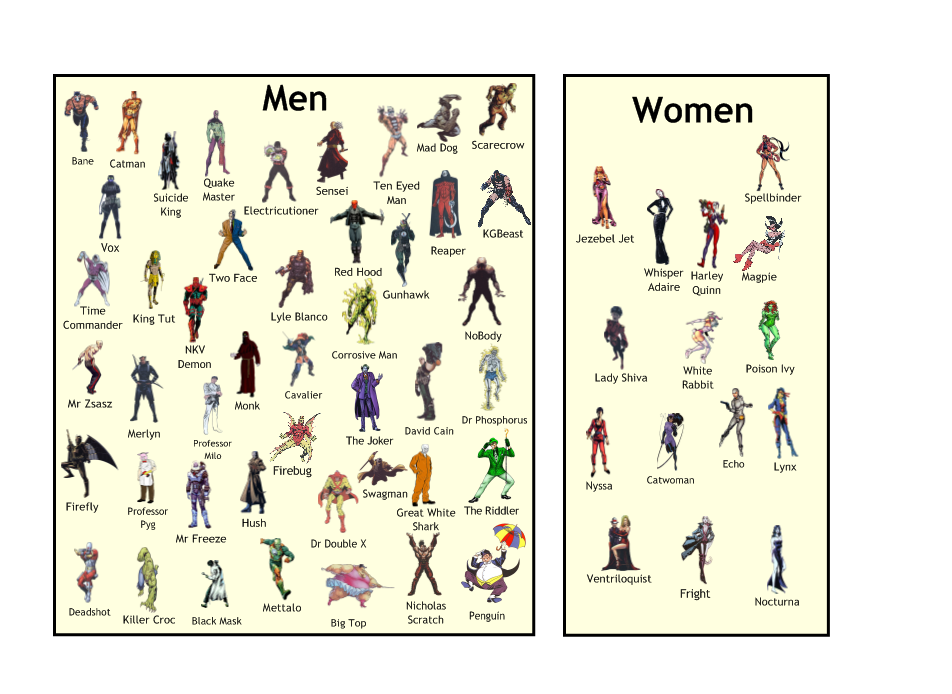 Men
Bane
Catman
Suicide
King
Quake
Master
Electricutioner
Sensei
Ten Eyed
Man
Mad Dog
Scarecrow
Vox
Two Face
Red Hood
Gunhawk
Reaper
KGBeast
Time
Commander
King Tut
NKV
Demon
Lyle Blanco
Corrosive Man
NoBody
Mr Zsasz
Merlyn
Professor
Milo
Monk
Cavalier
The Joker
David Cain
Dr Phosphorus
Firefly
Professor
Pyg
Mr Freeze
Hush
Firebug
Dr Double X
Swagman
Great White
Shark
The Riddler
Deadshot
Killer Croc
Black Mask
Mettalo
Big Top
Nicholas
Scratch
Penguin
Women
Jezebel Jet
Whisper
Adaire
Harley
Quinn
Spellbinder
Magpie
Lady Shiva
White
Rabbit
Poison Ivy
Nyssa
Catwoman
Echo
Lynx
Ventriloquist
Fright
Nocturna